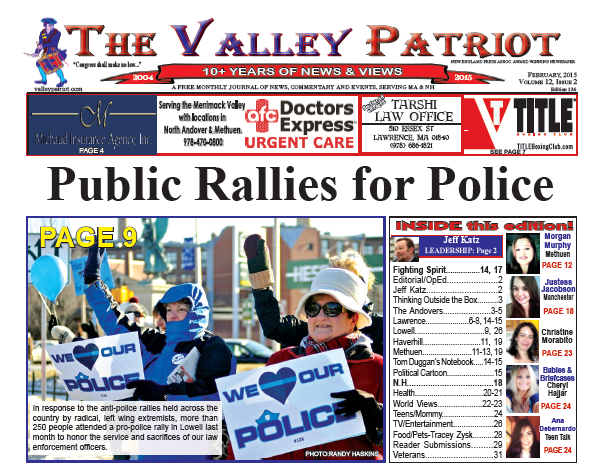 THE VALLEY PATRIOT
"Congress shall make no law..."
NEW ENGLAND PRESS ASSOC. AWARD WINNING NEWSPAPER
2004
10+ YEARS OF NEWS & VIEWS
2015
FEBRUARY, 2015
VOLUME 12, ISSUE 2
Edition 136
valleypatriot.com
A FREE MONTHLY JOURNAL OF NEWS, COMMENTARY AND EVENTS, SERVING MA & NH
M
Michaud Insurance Agency, Inc.
PAGE 4
Serving the Merrimack Valley
with locations in
North Andover & Methuen.
978-470-0800
afc Doctors
Express
URGENT CARE
TARSHI
LAW OFFICE
510 ESSEX ST
LAWRENCE, MA 01840
T TITLE
BOXING CLUB
TITLEBoxingClub.com
SEE PAGE 7
Public Rallies for Police
PAGE 9
WE OUR
POLICE
WE OUR
POLICE
In response to the anti-police rallies held across the
country by radical, left wing extremists, more than
250 people attended a pro-police rally in Lowell last
month to honor the service and sacrifices of our law
enforcement officers.
PHOTO:RANDY HASKINS
INSIDE this edition!
Jeff Katz
LEADERSHIP: Page 2
Fighting Spirit................14, 17
Editorial/OpEd.......................2
Jeff Katz................................2
Thinking Outside the Box........3
The Andovers......................3-5
Lawrence..................6-8, 14-15
Lowell................................9, 26
Haverhill...........................11, 19
Methuen.....................11-13, 19
Tom Duggan's Notebook.....14-15
Political Cartoon...................15
N.H........................................18
Health..............................20-21
World Views....................22-23
Teens/Mommy......................24
TV/Entertainment..................26
Food/Pets-Tracey Zysk.........28
Reader Submissions.............29
Veterans...............................31
Morgan
Murphy
Methuen
PAGE 12
Justess
Jacobson
Manchester
PAGE 18
Christine
Morabito
PAGE 23
Babies &
Briefcases
Cheryl
Hajjar
PAGE 24
Ana
Debernardo
Teen Talk
PAGE 24